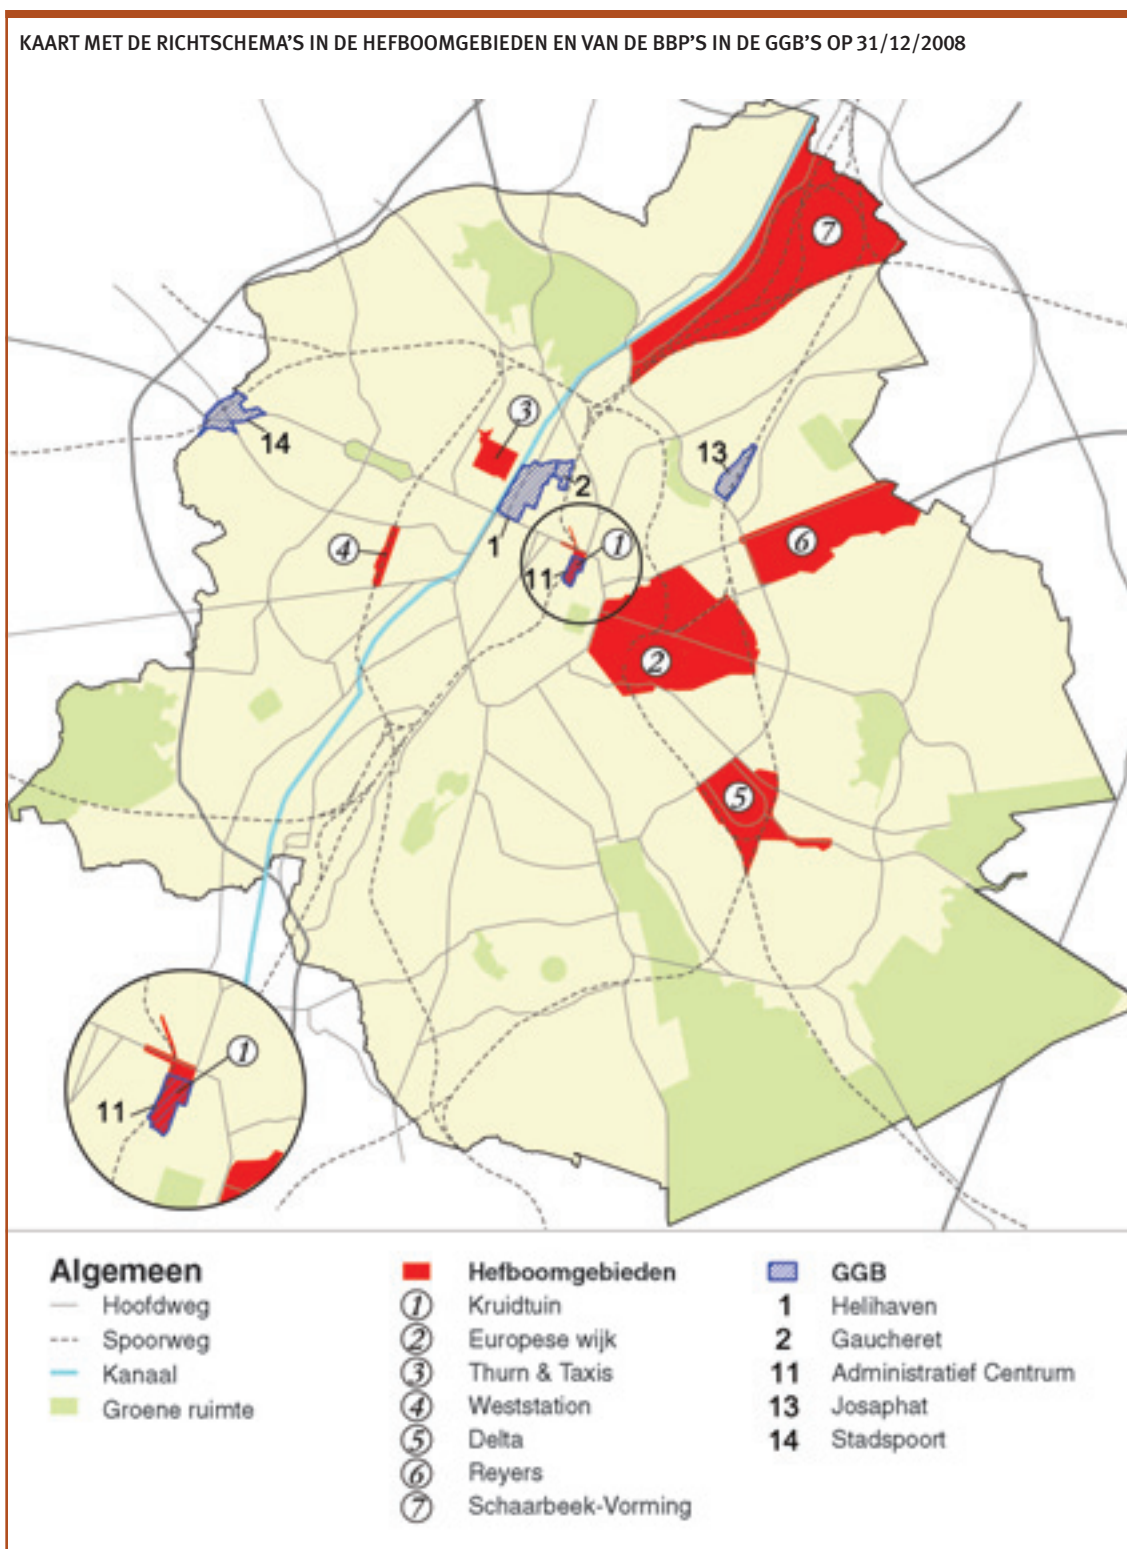 KAART MET DE RICHTSCHEMA'S IN DE HEFBOOMGEBIEDEN EN VAN DE BBP'S IN DE GGB'S OP 31/12/2008
7
3
14
13
2
1
4
1
11
6
2
5
1
11
Algemeen
Hoofdweg
Spoorweg
Kanaal
Groene ruimte
Hefboomgebieden
1 Kruidtuin
2 Europese wijk
3 Thurn & Taxis
4 Weststation
5 Delta
6 Reyers
7 Schaarbeek-Vorming
GGB
1 Helihaven
2 Gaucheret
11 Administratief Centrum
13 Josaphat
14 Stadspoort